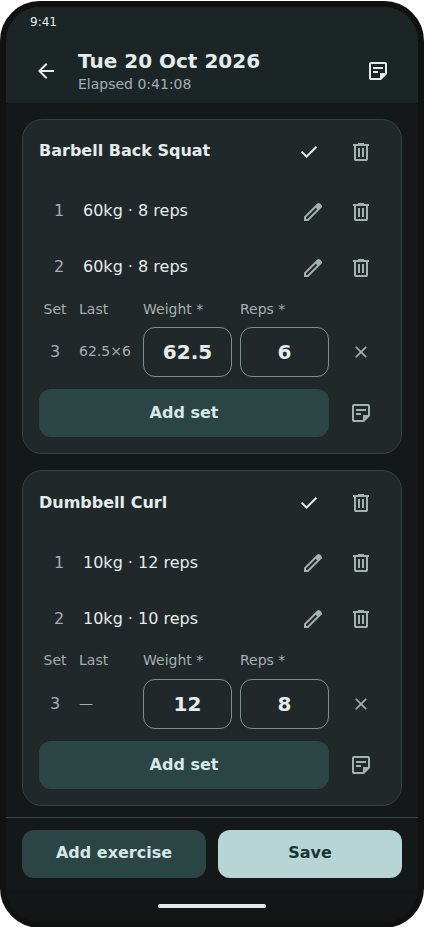 9:41
Tue 20 Oct 2026
Elapsed 0:41:08
Barbell Back Squat
1 60kg · 8 reps
2 60kg · 8 reps
Set Last Weight * Reps *
3 62.5×6 62.5 6
Add set
Dumbbell Curl
1 10kg · 12 reps
2 10kg · 10 reps
Set Last Weight * Reps *
3 — 12 8
Add set
Add exercise Save